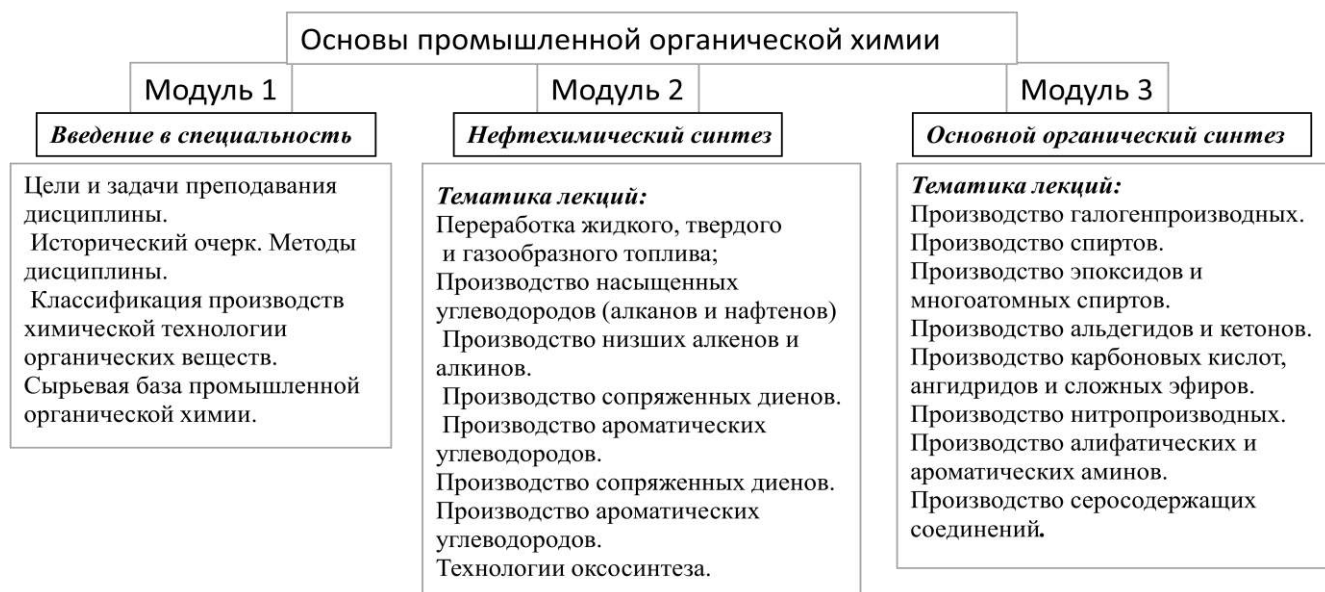 Основы промышленной органической химии
Модуль 1
Введение в специальность
Цели и задачи преподавания
дисциплины.
Исторический очерк. Методы
дисциплины.
Классификация производств
химической технологии
органических веществ.
Сырьевая база промышленной
органической химии.
Модуль 2
Нефтехимический синтез
Тематика лекций:
Переработка жидкого, твердого
и газообразного топлива;
Производство насыщенных
углеводородов (алканов и нафтенов)
Производство низших алкенов и
алкинов.
Производство сопряженных диенов.
Производство ароматических
углеводородов.
Производство сопряженных диенов.
Производство ароматических
углеводородов.
Технологии оксосинтеза.
Модуль 3
Основной органический синтез
Тематика лекций:
Производство галогенпроизводных.
Производство спиртов.
Производство эпоксидов и
многоатомных спиртов.
Производство альдегидов и кетонов.
Производство карбоновых кислот,
ангидридов и сложных эфиров.
Производство нитропроизводных.
Производство алифатических и
ароматических аминов.
Производство серосодержащих
соединений.